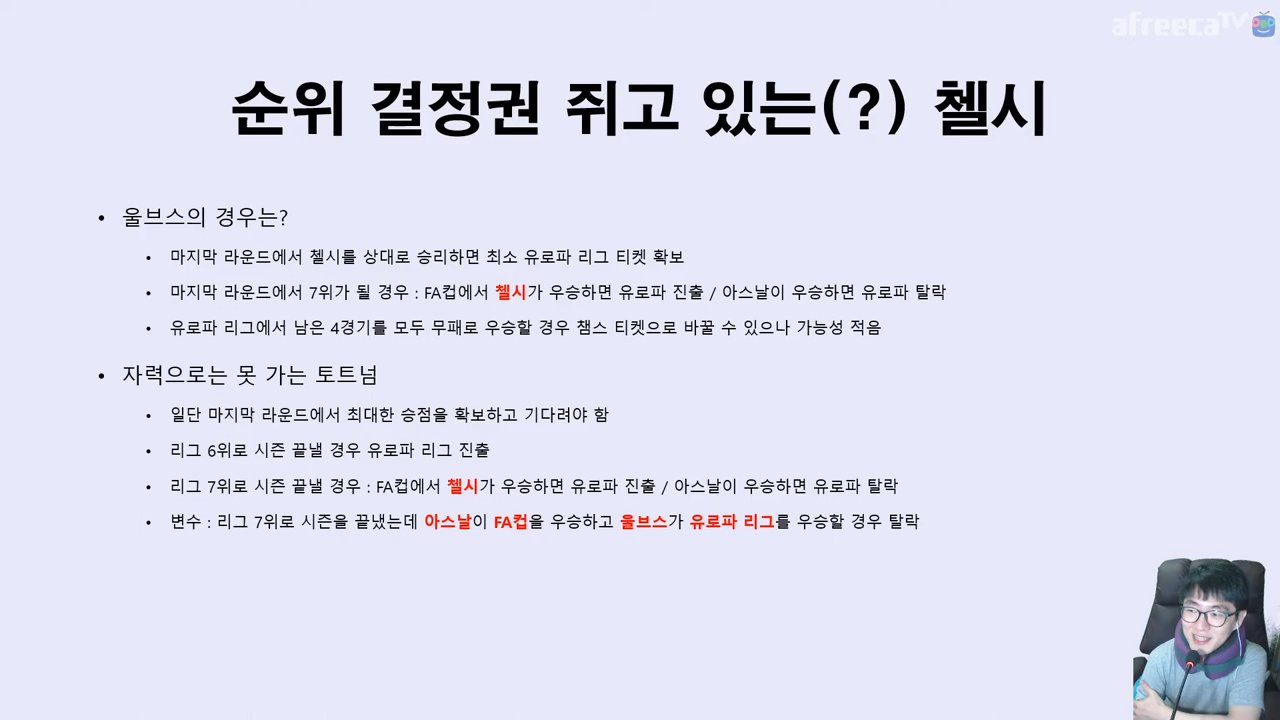 afreecaTV
순위 결정권 쥐고 있는(?) 첼시
• 울브스의 경우는?
• 마지막 라운드에서 첼시를 상대로 승리하면 최소 유로파 리그 티켓 확보
• 마지막 라운드에서 7위가 될 경우 : FA컵에서 첼시가 우승하면 유로파 진출 / 아스날이 우승하면 유로파 탈락
• 유로파 리그에서 남은 4경기를 모두 무패로 우승할 경우 챔스 티켓으로 바꿀 수 있으나 가능성 적음
• 자력으로는 못 가는 토트넘
• 일단 마지막 라운드에서 최대한 승점을 확보하고 기다려야 함
• 리그 6위로 시즌 끝낼 경우 유로파 리그 진출
• 리그 7위로 시즌 끝낼 경우 : FA컵에서 첼시가 우승하면 유로파 진출 / 아스날이 우승하면 유로파 탈락
• 변수 : 리그 7위로 시즌을 끝냈는데 아스날이 FA컵을 우승하고 울브스가 유로파 리그를 우승할 경우 탈락